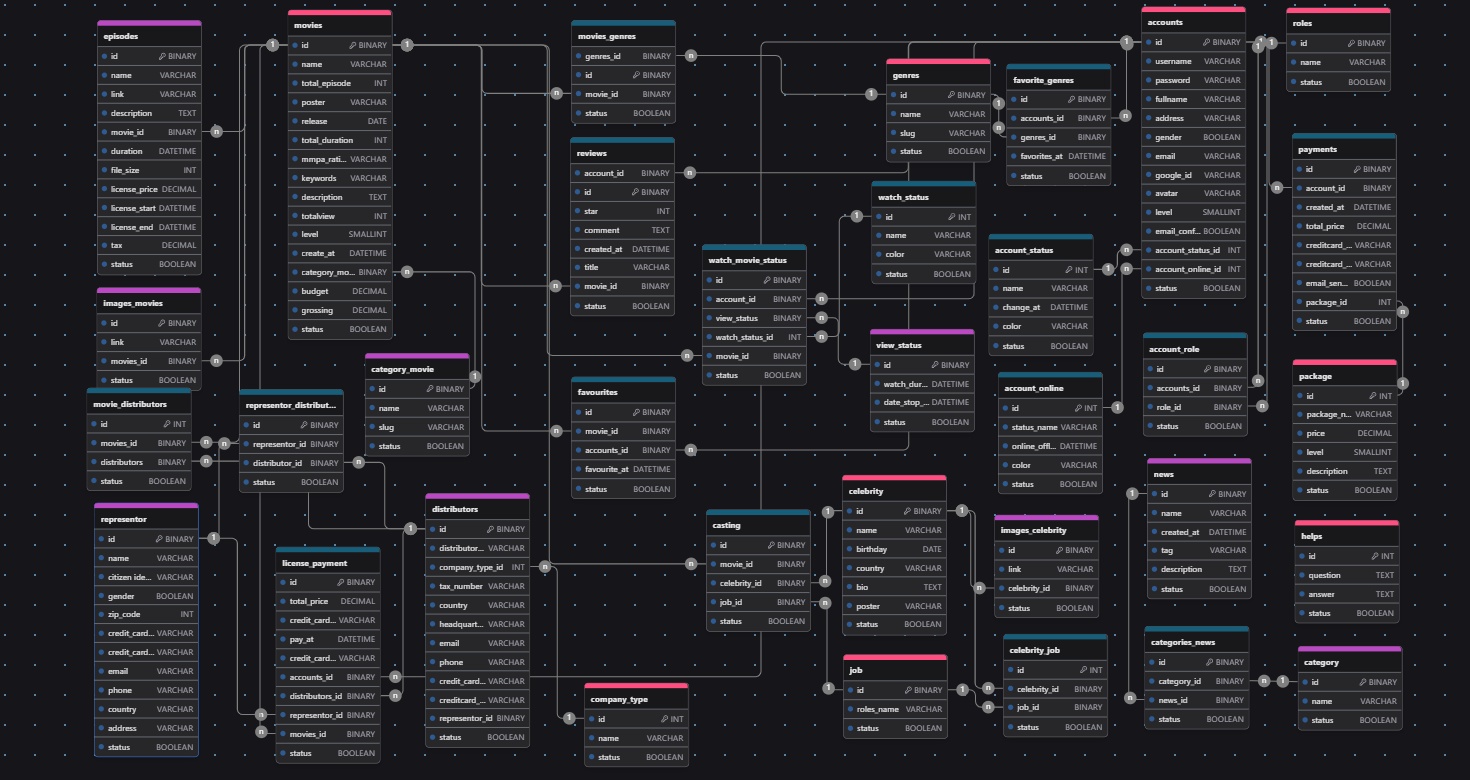 episodes
id BINARY
name VARCHAR
link VARCHAR
description TEXT
movie_id BINARY
duration DATETIME
file_size INT
license_price DECIMAL
license_start DATETIME
license_end DATETIME
tax DECIMAL
status BOOLEAN
images_movies
id BINARY
link VARCHAR
movies_id BINARY
status BOOLEAN
movie_distributors
id INT
movies_id BINARY
distributors BINARY
status BOOLEAN
representor
id BINARY
name VARCHAR
citizen ide... VARCHAR
gender BOOLEAN
zip_code INT
credit_card... VARCHAR
credit_card... VARCHAR
email VARCHAR
phone VARCHAR
country VARCHAR
address VARCHAR
status BOOLEAN
movies
id BINARY
name VARCHAR
total_episode INT
poster VARCHAR
release DATE
total_duration INT
mmpa_rati... VARCHAR
keywords VARCHAR
description TEXT
totalview INT
level SMALLINT
create_at DATETIME
category_mo... BINARY
budget DECIMAL
grossing DECIMAL
status BOOLEAN
category_movie
id BINARY
name VARCHAR
slug VARCHAR
status BOOLEAN
representor_distribut...
id BINARY
representor_id BINARY
distributor_id BINARY
status BOOLEAN
license_payment
id BINARY
total_price DECIMAL
credit_card... VARCHAR
pay_at DATETIME
credit_card... VARCHAR
accounts_id BINARY
distributors_id BINARY
representor_id BINARY
movies_id BINARY
status BOOLEAN
distributors
id BINARY
distributor... VARCHAR
company_type_id INT
tax_number VARCHAR
country VARCHAR
headquart... VARCHAR
email VARCHAR
phone VARCHAR
credit_card... VARCHAR
creditcard_... VARCHAR
representor_id BINARY
status BOOLEAN
movies_genres
genres_id BINARY
id BINARY
movie_id BINARY
status BOOLEAN
reviews
account_id BINARY
id BINARY
star INT
comment TEXT
created_at DATETIME
title VARCHAR
movie_id BINARY
status BOOLEAN
favourites
id BINARY
movie_id BINARY
accounts_id BINARY
favourite_at DATETIME
status BOOLEAN
company_type
id INT
name VARCHAR
status BOOLEAN
watch_movie_status
id BINARY
account_id BINARY
view_status BINARY
watch_status_id INT
movie_id BINARY
status BOOLEAN
casting
id BINARY
movie_id BINARY
celebrity_id BINARY
job_id BINARY
status BOOLEAN
genres
id BINARY
name VARCHAR
slug VARCHAR
status BOOLEAN
watch_status
id INT
name VARCHAR
color VARCHAR
status BOOLEAN
view_status
id BINARY
watch_dur... DATETIME
date_stop_... DATETIME
status BOOLEAN
celebrity
id BINARY
name VARCHAR
birthday DATE
country VARCHAR
bio TEXT
poster VARCHAR
status BOOLEAN
job
id BINARY
roles_name VARCHAR
status BOOLEAN
favorite_genres
id BINARY
accounts_id BINARY
genres_id BINARY
favorites_at DATETIME
status BOOLEAN
account_status
id INT
name VARCHAR
change_at DATETIME
color VARCHAR
status BOOLEAN
account_online
id INT
status_name VARCHAR
online_offl... DATETIME
color VARCHAR
status BOOLEAN
images_celebrity
id BINARY
link VARCHAR
celebrity_id BINARY
status BOOLEAN
celebrity_job
id INT
celebrity_id BINARY
job_id BINARY
status BOOLEAN
accounts
id BINARY
username VARCHAR
password VARCHAR
fullname VARCHAR
address VARCHAR
gender BOOLEAN
email VARCHAR
google_id VARCHAR
avatar VARCHAR
level SMALLINT
email_conf... BOOLEAN
account_status_id INT
account_online_id INT
status BOOLEAN
account_role
id BINARY
accounts_id BINARY
role_id BINARY
status BOOLEAN
news
id BINARY
name VARCHAR
created_at DATETIME
tag VARCHAR
description TEXT
status BOOLEAN
categories_news
id BINARY
category_id BINARY
news_id BINARY
status BOOLEAN
roles
id BINARY
name VARCHAR
status BOOLEAN
payments
id BINARY
account_id BINARY
created_at DATETIME
total_price DECIMAL
creditcard_... VARCHAR
creditcard_... VARCHAR
email_sen... BOOLEAN
package_id INT
status BOOLEAN
package
id INT
package_n... VARCHAR
price DECIMAL
level SMALLINT
description TEXT
status BOOLEAN
helps
id INT
question TEXT
answer TEXT
status BOOLEAN
category
id BINARY
name VARCHAR
status BOOLEAN